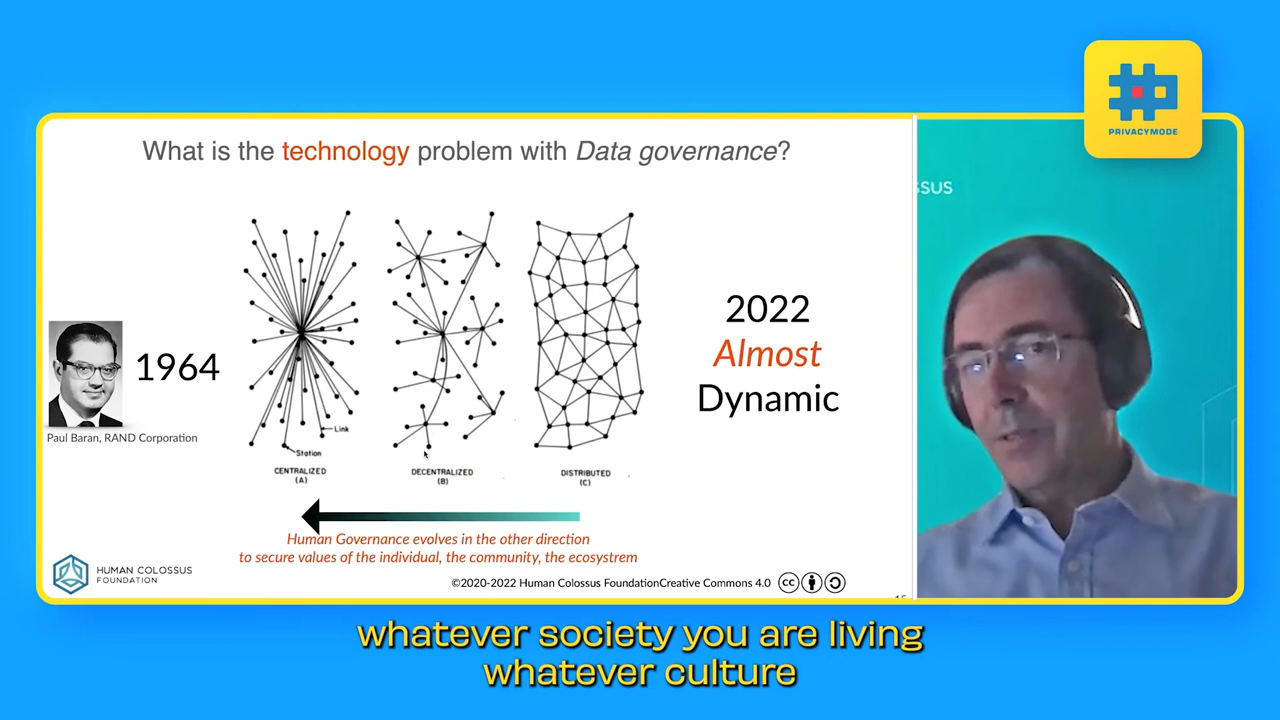 PRIVACYMODE
What is the technology problem with Data governance?
SSUS
1964
Paul Baran, RAND Corporation
Link
Station
CENTRALIZED
(A)
DECENTRALIZED
(B)
DISTRIBUTED
(C)
2022
Almost
Dynamic
Human Governance evolves in the other direction
to secure values of the individual, the community, the ecosystrem
HUMAN COLOSSUS
FOUNDATION
©2020-2022 Human Colossus FoundationCreative Commons 4.0
whatever society you are living
whatever culture